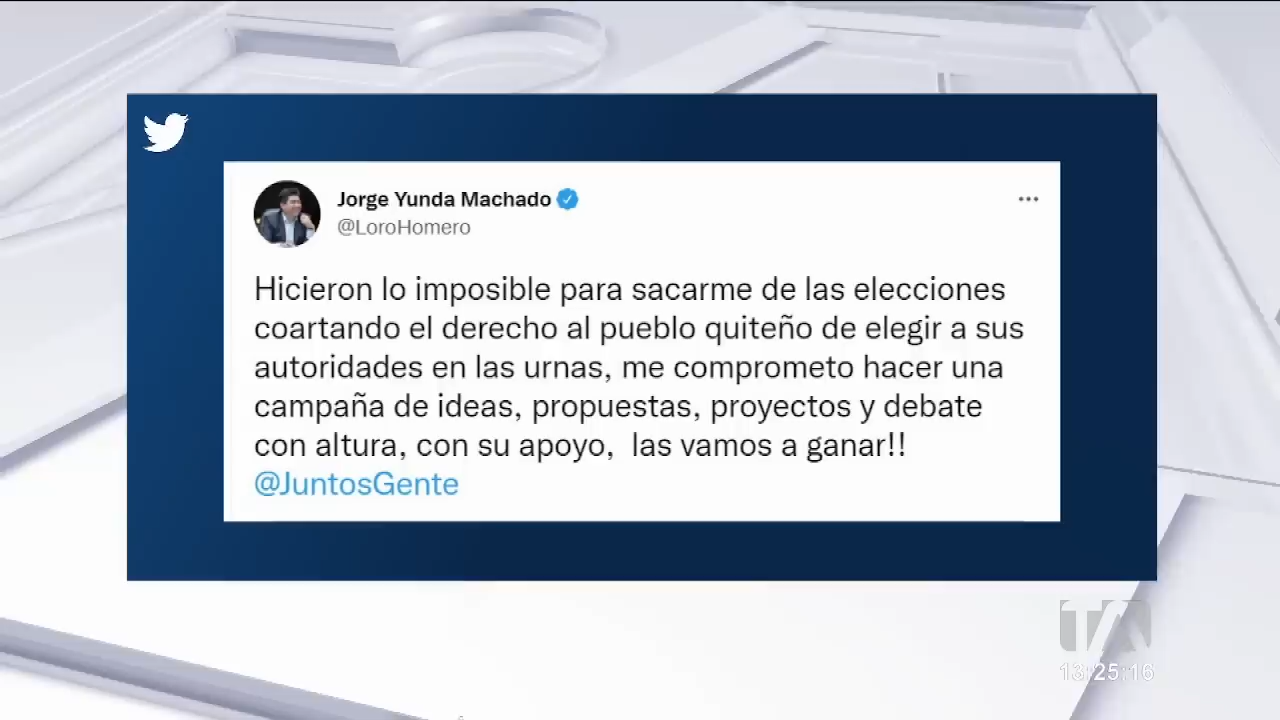 Jorge Yunda Machado
@LoroHomero
Hicieron lo imposible para sacarme de las elecciones
coartando el derecho al pueblo quiteño de elegir a sus
autoridades en las urnas, me comprometo hacer una
campaña de ideas, propuestas, proyectos y debate
con altura, con su apoyo,  las vamos a ganar!!
@JuntosGente
TA
13:25:16